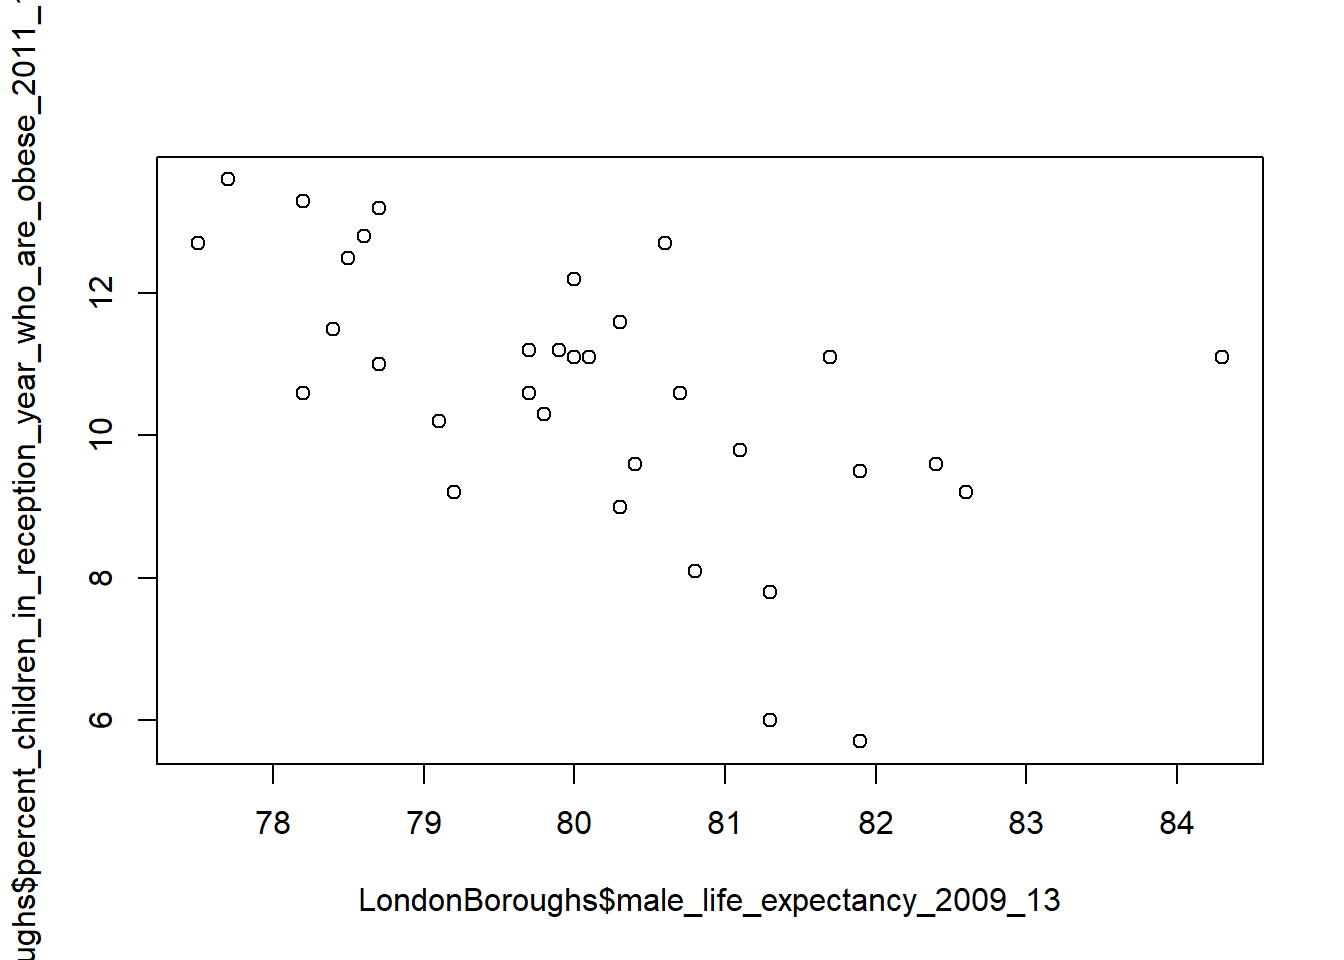 ughs$percent_children_in_reception_year_who_are_obese_2011_
12
10
8
6
78 79 80 81 82 83 84
LondonBoroughs$male_life_expectancy_2009_13